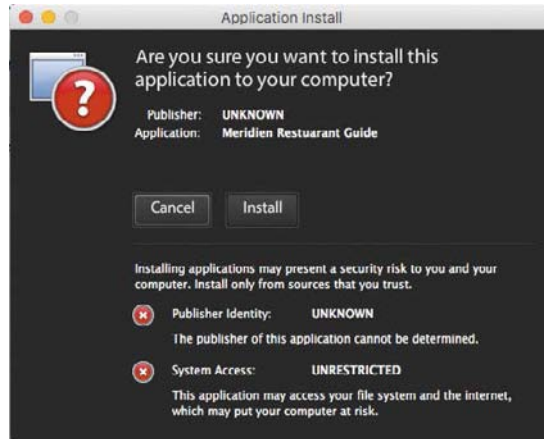 Application Install
Are you sure you want to install this
application to your computer?
Publisher: UNKNOWN
Application: Meridien Restuarant Guide
Cancel Install
Installing applications may present a security risk to you and your
computer. Install only from sources that you trust.
Publisher Identity: UNKNOWN
The publisher of this application cannot be determined.
System Access: UNRESTRICTED
This application may access your file system and the internet,
which may put your computer at risk.